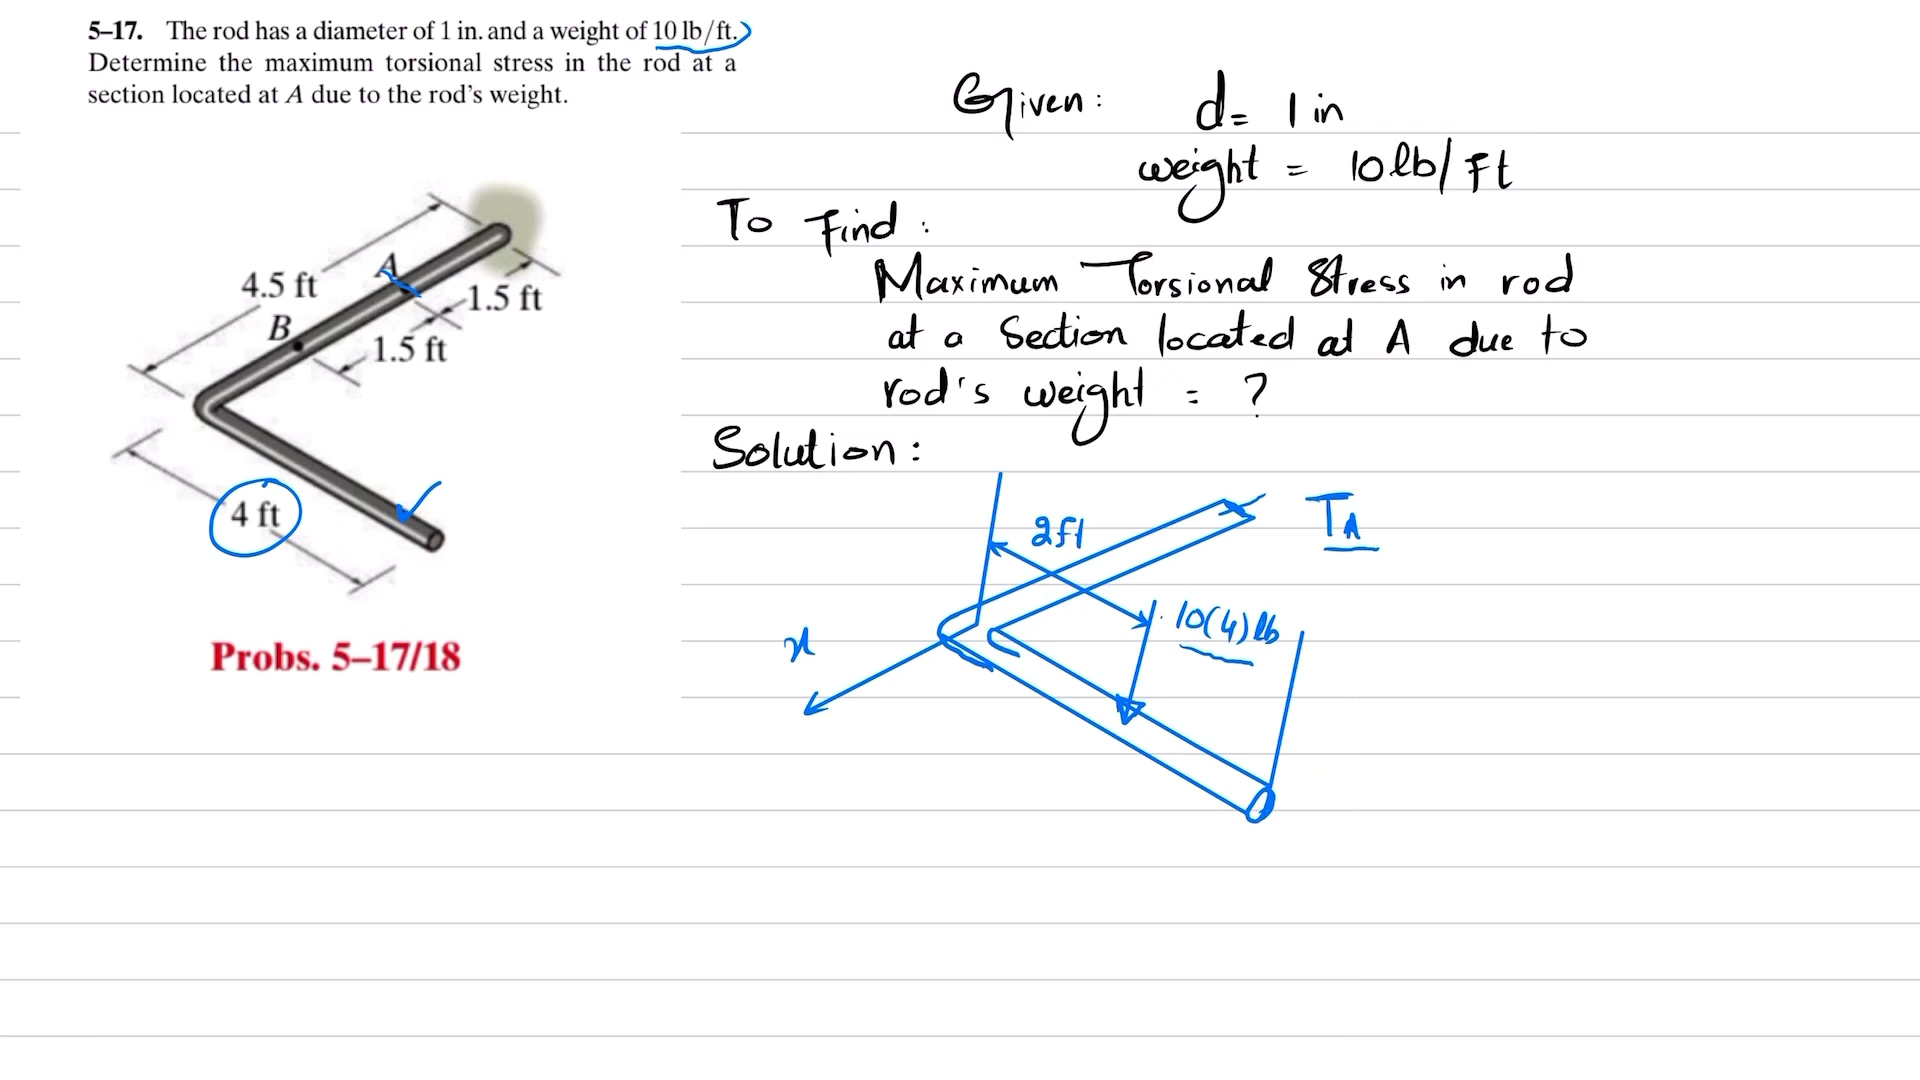 5–17. The rod has a diameter of 1 in. and a weight of 10 lb/ft.
Determine the maximum torsional stress in the rod at a
section located at A due to the rod's weight.
4.5 ft
A
1.5 ft
B
1.5 ft
4 ft
Probs. 5–17/18
Given: d= 1 in
weight = 10 lb/ft
To Find:
Maximum Torsional Stress in rod
at a Section located at A due to
rod's weight = ?
Solution:
2ft
TA
10(4) lb
x